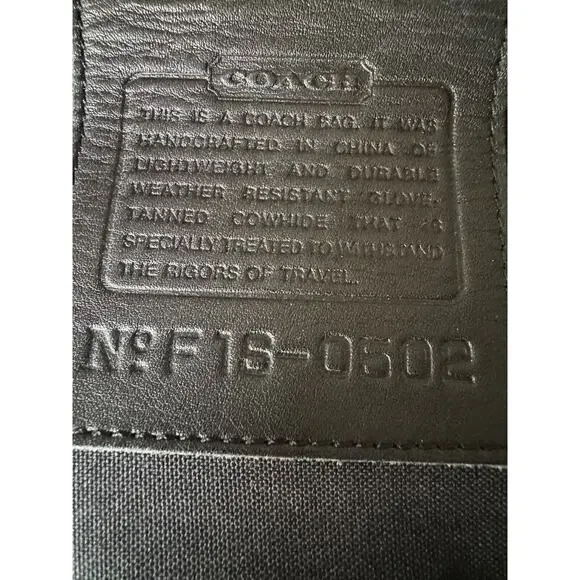 COACH
THIS IS A COACH BAG. IT WAS
HANDCRAFTED IN CHINA OF
LIGHTWEIGHT AND DURABLE
WEATHER RESISTANT GLOVE-
TANNED COWHIDE THAT IS
SPECIALLY TREATED TO WITHSTAND
THE RIGORS OF TRAVEL.
Nº F1S-0502